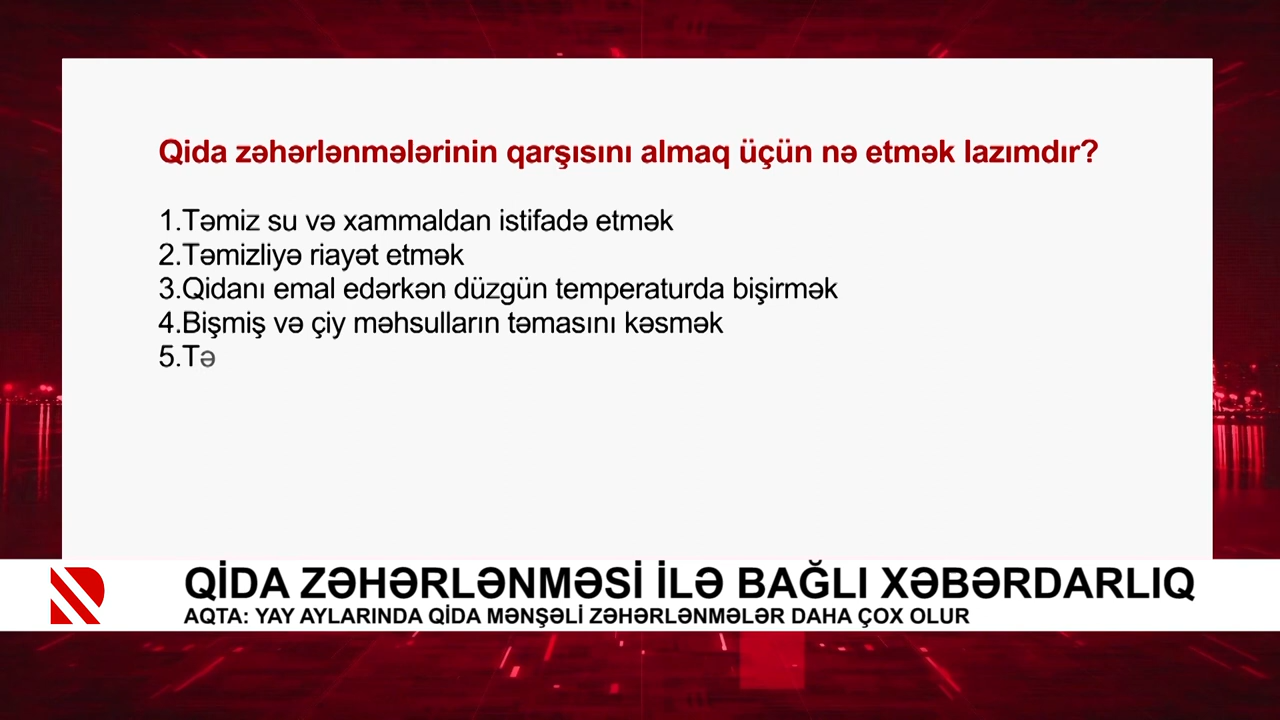 Qida zəhərlənmələrinin qarşısını almaq üçün nə etmək lazımdır?
1.Təmiz su və xammaldan istifadə etmək
2.Təmizliyə riayət etmək
3.Qidanı emal edərkən düzgün temperaturda bişirmək
4.Bişmiş və çiy məhsulların təmasını kəsmək
5.Tə
QİDA ZƏHƏRLƏNMƏSİ İLƏ BAĞLI XƏBƏRDARLIQ
AQTA: YAY AYLARINDA QİDA MƏNŞƏLİ ZƏHƏRLƏNMƏLƏR DAHA ÇOX OLUR